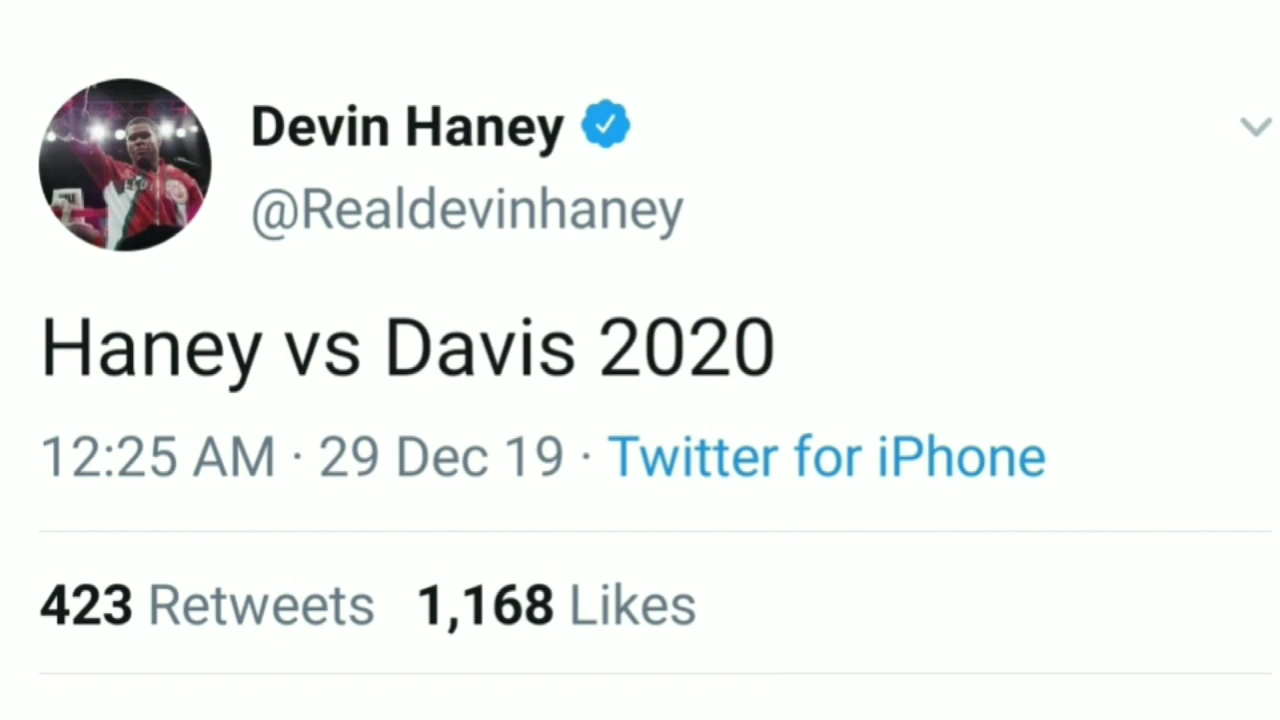 Devin Haney
@Realdevinhaney
Haney vs Davis 2020
12:25 AM · 29 Dec 19 · Twitter for iPhone
423 Retweets 1,168 Likes